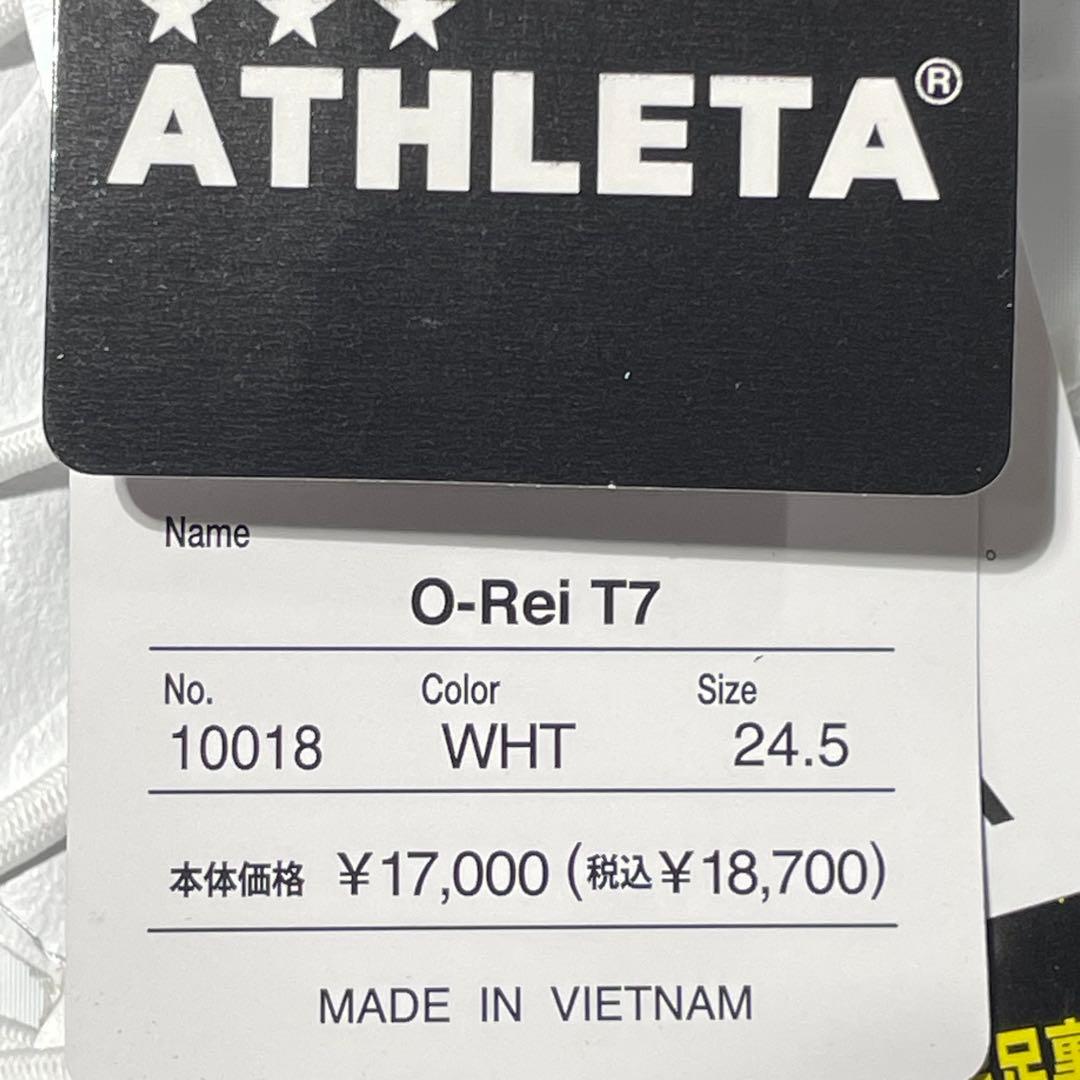 ATHLETA®
Name
O-Rei T7
No. Color Size
10018 WHT 24.5
本体価格 ¥17,000 (税込¥18,700)
MADE IN VIETNAM
足